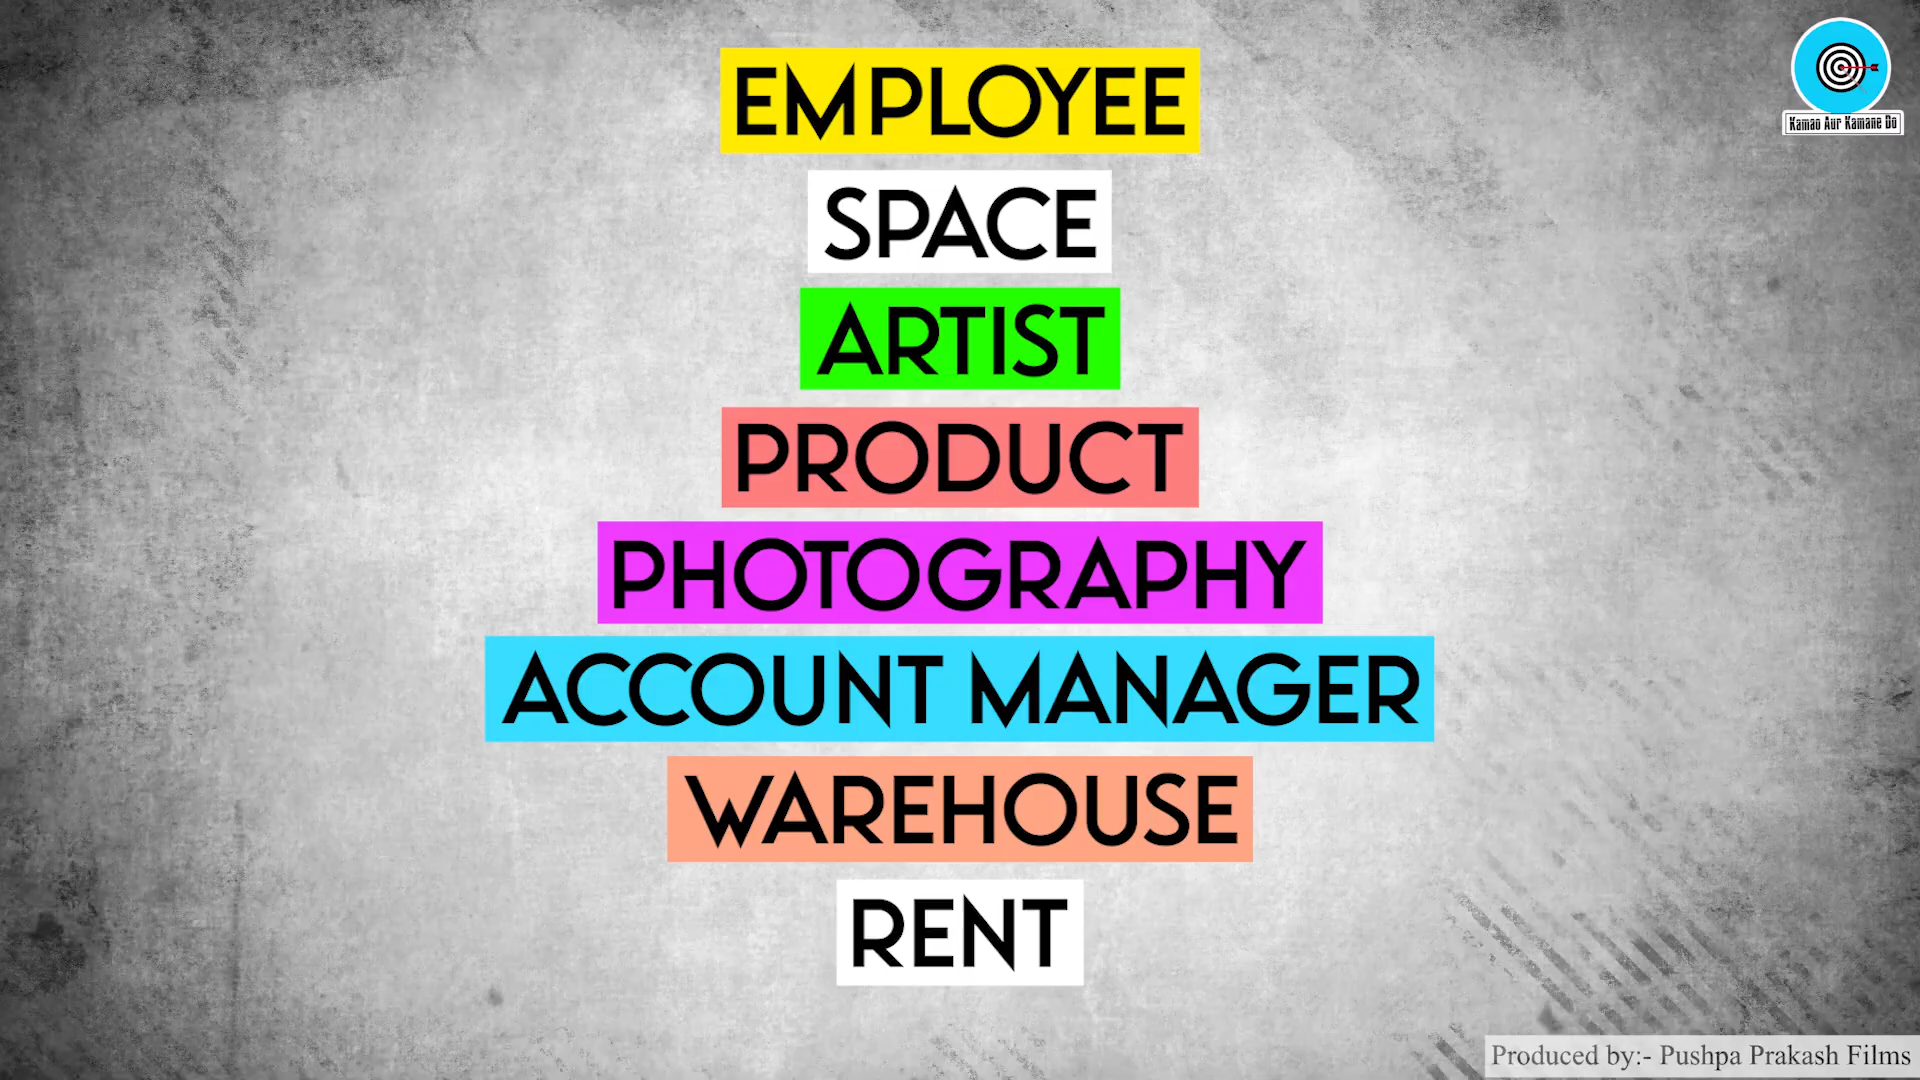 EMPLOYEE
SPACE
ARTIST
PRODUCT
PHOTOGRAPHY
ACCOUNT MANAGER
WAREHOUSE
RENT
Kamao Aur Kamane Do
Produced by:- Pushpa Prakash Films